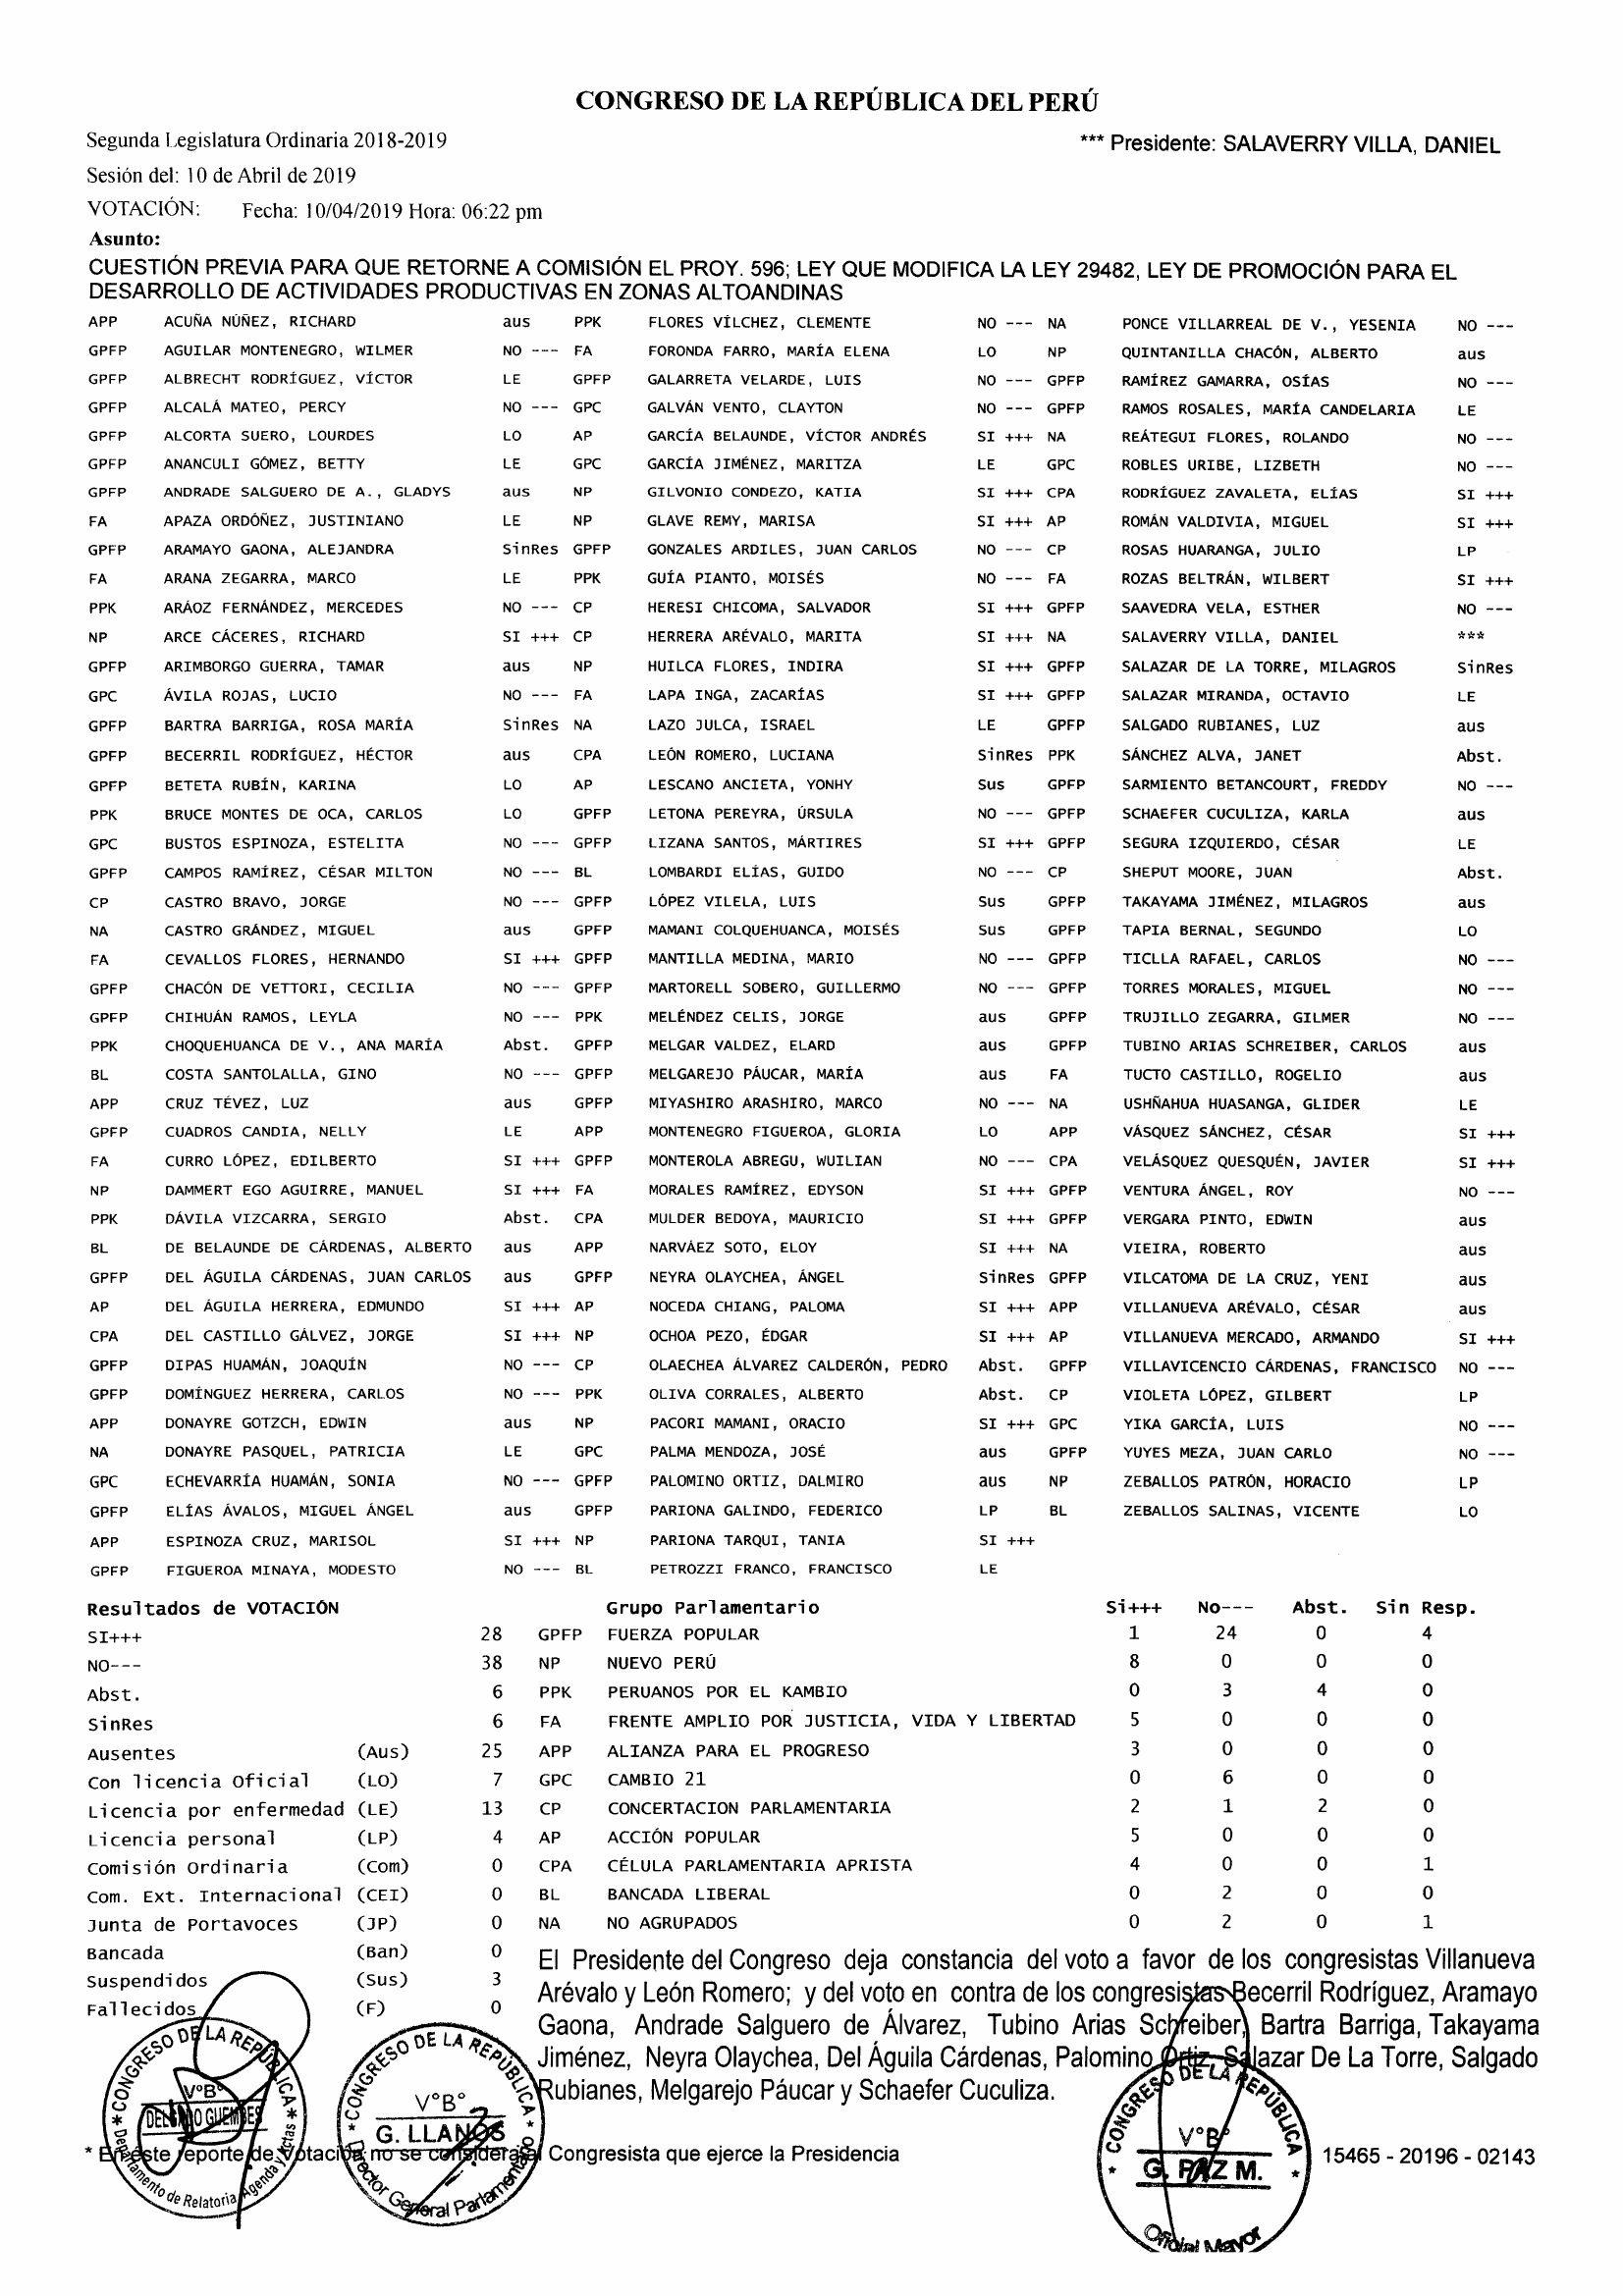 CONGRESO DE LA REPÚBLICA DEL PERÚ
Segunda Legislatura Ordinaria 2018-2019 *** Presidente: SALAVERRY VILLA, DANIEL
Sesión del: 10 de Abril de 2019
VOTACIÓN: Fecha: 10/04/2019 Hora: 06:22 pm
Asunto:
CUESTIÓN PREVIA PARA QUE RETORNE A COMISIÓN EL PROY. 596; LEY QUE MODIFICA LA LEY 29482, LEY DE PROMOCIÓN PARA EL
DESARROLLO DE ACTIVIDADES PRODUCTIVAS EN ZONAS ALTOANDINAS
APP ACUÑA NÚÑEZ, RICHARD aus PPK FLORES VÍLCHEZ, CLEMENTE NO --- NA PONCE VILLARREAL DE V., YESENIA NO ---
GPFP AGUILAR MONTENEGRO, WILMER NO --- FA FORONDA FARRO, MARÍA ELENA LO NP QUINTANILLA CHACÓN, ALBERTO aus
GPFP ALBRECHT RODRÍGUEZ, VÍCTOR LE GPFP GALARRETA VELARDE, LUIS NO --- GPFP RAMÍREZ GAMARRA, OSÍAS NO ---
GPFP ALCALÁ MATEO, PERCY NO --- GPC GALVÁN VENTO, CLAYTON NO --- GPFP RAMOS ROSALES, MARÍA CANDELARIA LE
GPFP ALCORTA SUERO, LOURDES LO AP GARCÍA BELAUNDE, VÍCTOR ANDRÉS SI +++ NA REÁTEGUI FLORES, ROLANDO NO ---
GPFP ANANCULI GÓMEZ, BETTY LE GPC GARCÍA JIMÉNEZ, MARITZA LE GPC ROBLES URIBE, LIZBETH NO ---
GPFP ANDRADE SALGUERO DE A., GLADYS aus NP GILVONIO CONDEZO, KATIA SI +++ CPA RODRÍGUEZ ZAVALETA, ELÍAS SI +++
FA APAZA ORDÓÑEZ, JUSTINIANO LE NP GLAVE REMY, MARISA SI +++ AP ROMÁN VALDIVIA, MIGUEL SI +++
GPFP ARAMAYO GAONA, ALEJANDRA SinRes GPFP GONZALES ARDILES, JUAN CARLOS NO --- CP ROSAS HUARANGA, JULIO LP
FA ARANA ZEGARRA, MARCO LE PPK GUÍA PIANTO, MOISÉS NO --- FA ROZAS BELTRÁN, WILBERT SI +++
PPK ARÁOZ FERNÁNDEZ, MERCEDES NO --- CP HERESI CHICOMA, SALVADOR SI +++ GPFP SAAVEDRA VELA, ESTHER NO ---
NP ARCE CÁCERES, RICHARD SI +++ CP HERRERA ARÉVALO, MARITA SI +++ NA SALAVERRY VILLA, DANIEL ***
GPFP ARIMBORGO GUERRA, TAMAR aus NP HUILCA FLORES, INDIRA SI +++ GPFP SALAZAR DE LA TORRE, MILAGROS SinRes
GPC ÁVILA ROJAS, LUCIO NO --- FA LAPA INGA, ZACARÍAS SI +++ GPFP SALAZAR MIRANDA, OCTAVIO LE
GPFP BARTRA BARRIGA, ROSA MARÍA SinRes NA LAZO JULCA, ISRAEL LE GPFP SALGADO RUBIANES, LUZ aus
GPFP BECERRIL RODRÍGUEZ, HÉCTOR aus CPA LEÓN ROMERO, LUCIANA SinRes PPK SÁNCHEZ ALVA, JANET Abst.
GPFP BETETA RUBÍN, KARINA LO AP LESCANO ANCIETA, YONHY Sus GPFP SARMIENTO BETANCOURT, FREDDY NO ---
PPK BRUCE MONTES DE OCA, CARLOS LO GPFP LETONA PEREYRA, ÚRSULA NO --- GPFP SCHAEFER CUCULIZA, KARLA aus
GPC BUSTOS ESPINOZA, ESTELITA NO --- GPFP LIZANA SANTOS, MÁRTIRES SI +++ GPFP SEGURA IZQUIERDO, CÉSAR LE
GPFP CAMPOS RAMÍREZ, CÉSAR MILTON NO --- BL LOMBARDI ELÍAS, GUIDO NO --- CP SHEPUT MOORE, JUAN Abst.
CP CASTRO BRAVO, JORGE NO --- GPFP LÓPEZ VILELA, LUIS Sus GPFP TAKAYAMA JIMÉNEZ, MILAGROS aus
NA CASTRO GRÁNDEZ, MIGUEL aus GPFP MAMANI COLQUEHUANCA, MOISÉS Sus GPFP TAPIA BERNAL, SEGUNDO LO
FA CEVALLOS FLORES, HERNANDO SI +++ GPFP MANTILLA MEDINA, MARIO NO --- GPFP TICLLA RAFAEL, CARLOS NO ---
GPFP CHACÓN DE VETTORI, CECILIA NO --- GPFP MARTORELL SOBERO, GUILLERMO NO --- GPFP TORRES MORALES, MIGUEL NO ---
GPFP CHIHUÁN RAMOS, LEYLA NO --- PPK MELÉNDEZ CELIS, JORGE aus GPFP TRUJILLO ZEGARRA, GILMER NO ---
PPK CHOQUEHUANCA DE V., ANA MARÍA Abst. GPFP MELGAR VALDEZ, ELARD aus GPFP TUBINO ARIAS SCHREIBER, CARLOS aus
BL COSTA SANTOLALLA, GINO NO --- GPFP MELGAREJO PÁUCAR, MARÍA aus FA TUCTO CASTILLO, ROGELIO aus
APP CRUZ TÉVEZ, LUZ aus GPFP MIYASHIRO ARASHIRO, MARCO NO --- NA USHÑAHUA HUASANGA, GLIDER LE
GPFP CUADROS CANDIA, NELLY LE APP MONTENEGRO FIGUEROA, GLORIA LO APP VÁSQUEZ SÁNCHEZ, CÉSAR SI +++
FA CURRO LÓPEZ, EDILBERTO SI +++ GPFP MONTEROLA ABREGU, WUILIAN NO --- CPA VELÁSQUEZ QUESQUÉN, JAVIER SI +++
NP DAMMERT EGO AGUIRRE, MANUEL SI +++ FA MORALES RAMÍREZ, EDYSON SI +++ GPFP VENTURA ÁNGEL, ROY NO ---
PPK DÁVILA VIZCARRA, SERGIO Abst. CPA MULDER BEDOYA, MAURICIO SI +++ GPFP VERGARA PINTO, EDWIN aus
BL DE BELAUNDE DE CÁRDENAS, ALBERTO aus APP NARVÁEZ SOTO, ELOY SI +++ NA VIEIRA, ROBERTO aus
GPFP DEL ÁGUILA CÁRDENAS, JUAN CARLOS aus GPFP NEYRA OLAYCHEA, ÁNGEL SinRes GPFP VILCATOMA DE LA CRUZ, YENI aus
AP DEL ÁGUILA HERRERA, EDMUNDO SI +++ AP NOCEDA CHIANG, PALOMA SI +++ APP VILLANUEVA ARÉVALO, CÉSAR aus
CPA DEL CASTILLO GÁLVEZ, JORGE SI +++ NP OCHOA PEZO, ÉDGAR SI +++ AP VILLANUEVA MERCADO, ARMANDO SI +++
GPFP DIPAS HUAMÁN, JOAQUÍN NO --- CP OLAECHEA ÁLVAREZ CALDERÓN, PEDRO Abst. GPFP VILLAVICENCIO CÁRDENAS, FRANCISCO NO ---
GPFP DOMÍNGUEZ HERRERA, CARLOS NO --- PPK OLIVA CORRALES, ALBERTO Abst. CP VIOLETA LÓPEZ, GILBERT LP
APP DONAYRE GOTZCH, EDWIN aus NP PACORI MAMANI, ORACIO SI +++ GPC YIKA GARCÍA, LUIS NO ---
NA DONAYRE PASQUEL, PATRICIA LE GPC PALMA MENDOZA, JOSÉ aus GPFP YUYES MEZA, JUAN CARLO NO ---
GPC ECHEVARRÍA HUAMÁN, SONIA NO --- GPFP PALOMINO ORTIZ, DALMIRO aus NP ZEBALLOS PATRÓN, HORACIO LP
GPFP ELÍAS ÁVALOS, MIGUEL ÁNGEL aus GPFP PARIONA GALINDO, FEDERICO LP BL ZEBALLOS SALINAS, VICENTE LO
APP ESPINOZA CRUZ, MARISOL SI +++ NP PARIONA TARQUI, TANIA SI +++
GPFP FIGUEROA MINAYA, MODESTO NO --- BL PETROZZI FRANCO, FRANCISCO LE
Resultados de VOTACIÓN Grupo Parlamentario Si+++ No--- Abst. Sin Resp.
SI+++ 28 GPFP FUERZA POPULAR 1 24 0 4
NO--- 38 NP NUEVO PERÚ 8 0 0 0
Abst. 6 PPK PERUANOS POR EL KAMBIO 0 3 4 0
SinRes 6 FA FRENTE AMPLIO POR JUSTICIA, VIDA Y LIBERTAD 5 0 0 0
Ausentes (Aus) 25 APP ALIANZA PARA EL PROGRESO 3 0 0 0
Con licencia Oficial (LO) 7 GPC CAMBIO 21 0 6 0 0
Licencia por enfermedad (LE) 13 CP CONCERTACION PARLAMENTARIA 2 1 2 0
Licencia personal (LP) 4 AP ACCIÓN POPULAR 5 0 0 0
Comisión Ordinaria (Com) 0 CPA CÉLULA PARLAMENTARIA APRISTA 4 0 0 1
Com. Ext. Internacional (CEI) 0 BL BANCADA LIBERAL 0 2 0 0
Junta de Portavoces (JP) 0 NA NO AGRUPADOS 0 2 0 1
Bancada (Ban) 0
Suspendidos (Sus) 3
Fallecidos (F) 0
El Presidente del Congreso deja constancia del voto a favor de los congresistas Villanueva
Arévalo y León Romero; y del voto en contra de los congresistas Becerril Rodríguez, Aramayo
Gaona, Andrade Salguero de Álvarez, Tubino Arias Schreiber, Bartra Barriga, Takayama
Jiménez, Neyra Olaychea, Del Águila Cárdenas, Palomino Ortiz, Salazar De La Torre, Salgado
Rubianes, Melgarejo Páucar y Schaefer Cuculiza.
* En este reporte de votación no se considera al Congresista que ejerce la Presidencia 15465 - 20196 - 02143
CONGRESO DE LA REPÚBLICA
V°B°
DELGADO GUEMBES
Departamento de Relatoria Agenda y Actas
CONGRESO DE LA REPÚBLICA
V°B°
G. LLANOS
Director General Parlamentario
CONGRESO DE LA REPÚBLICA
V°B°
G. PAZ M.
Oficial Mayor